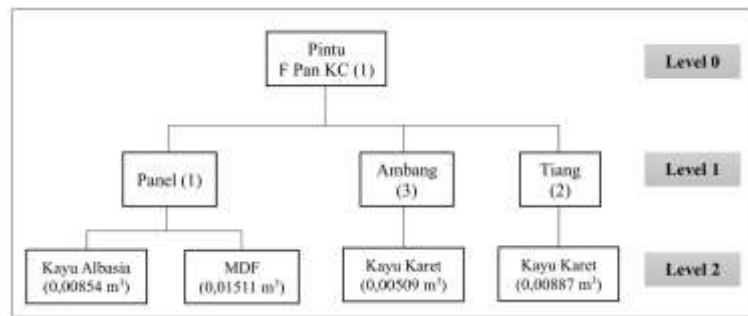 Pintu
F Pan KC (1)
Level 0
Panel (1)
Ambang
(3)
Tiang
(2)
Level 1
Kayu Albasia
(0,00854 m³)
MDF
(0,01511 m³)
Kayu Karet
(0,00509 m³)
Kayu Karet
(0,00887 m³)
Level 2